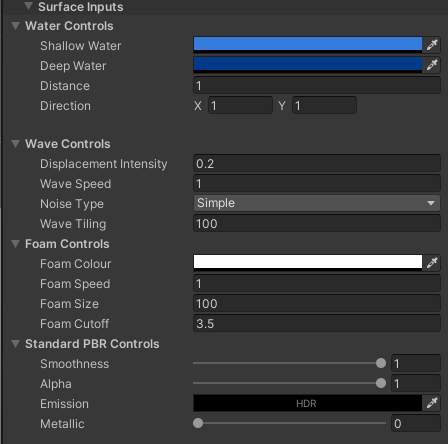 Surface Inputs
Water Controls
Shallow Water
Deep Water
Distance 1
Direction X 1 Y 1
Wave Controls
Displacement Intensity 0.2
Wave Speed 1
Noise Type Simple
Wave Tiling 100
Foam Controls
Foam Colour
Foam Speed 1
Foam Size 100
Foam Cutoff 3.5
Standard PBR Controls
Smoothness 1
Alpha 1
Emission HDR
Metallic 0